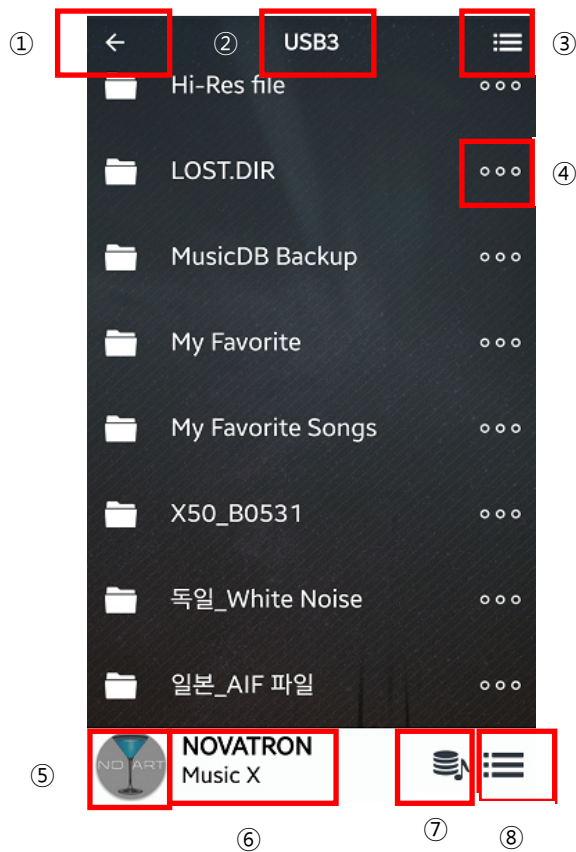 ① ② USB3 ③
Hi-Res file
LOST.DIR ④
MusicDB Backup
My Favorite
My Favorite Songs
X50_B0531
독일_White Noise
일본_AIF 파일
⑤ NO ART NOVATRON
Music X
⑥ ⑦ ⑧